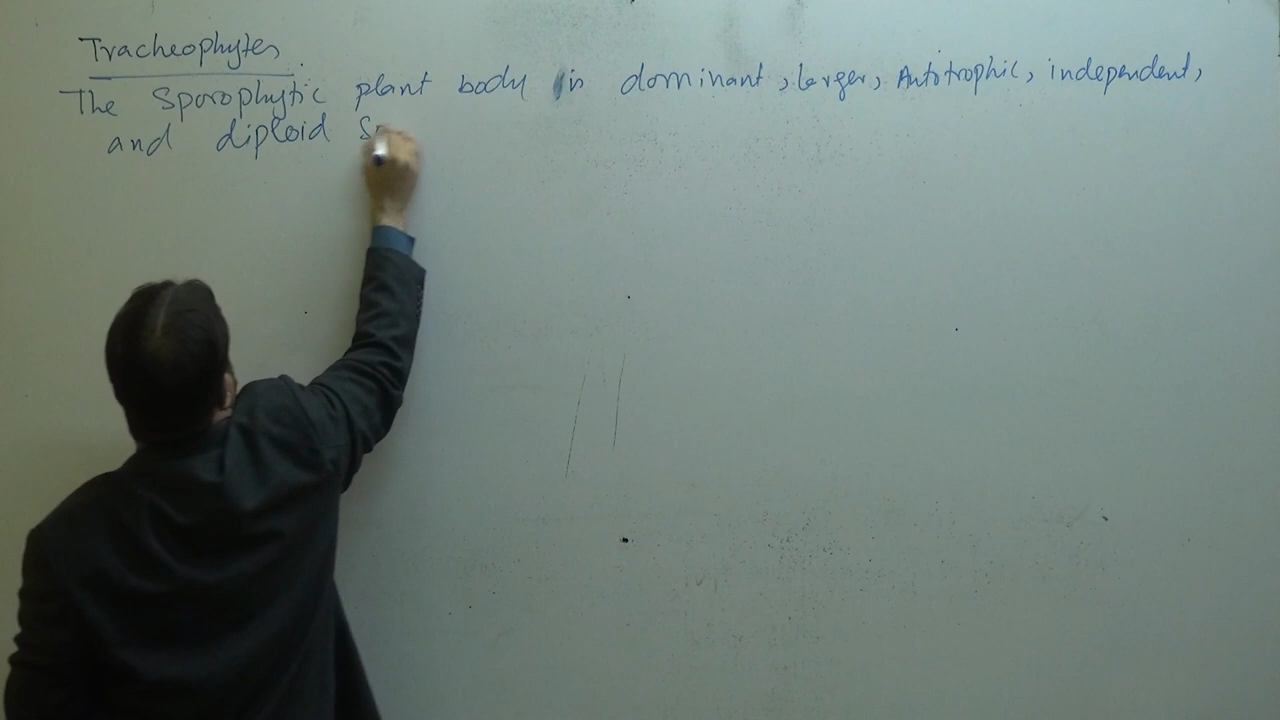 Tracheophytes
The Sporophytic plant body is dominant, larger, Autotrophic, independent,
and diploid